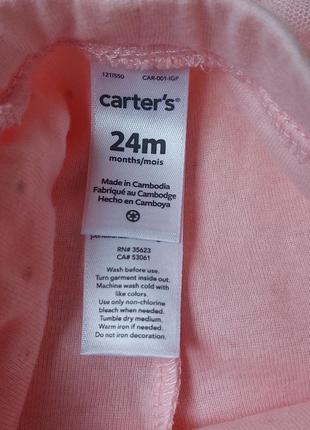 1211550 CAR-001-IGP
carter's®
24m
months/mois
Made in Cambodia
Fabriqué au Cambodge
Hecho en Camboya
RN# 35623
CA# 53061
Wash before use.
Turn garment inside out.
Machine wash cold with
like colors.
Use only non-chlorine
bleach when needed.
Tumble dry medium.
Warm iron if needed.
Do not iron decoration.